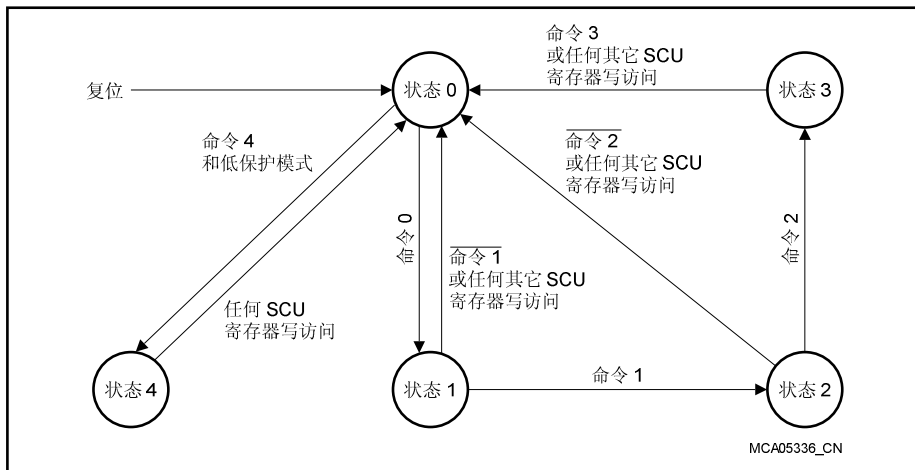 命令 3
或任何其它 SCU
寄存器写访问
复位
状态 0
状态 3
命令 4
和低保护模式
命令 2
或任何其它 SCU
寄存器写访问
命令 0
命令 2
命令 1
或任何其它 SCU
寄存器写访问
任何 SCU
寄存器写访问
状态 4
状态 1
命令 1
状态 2
MCA05336_CN